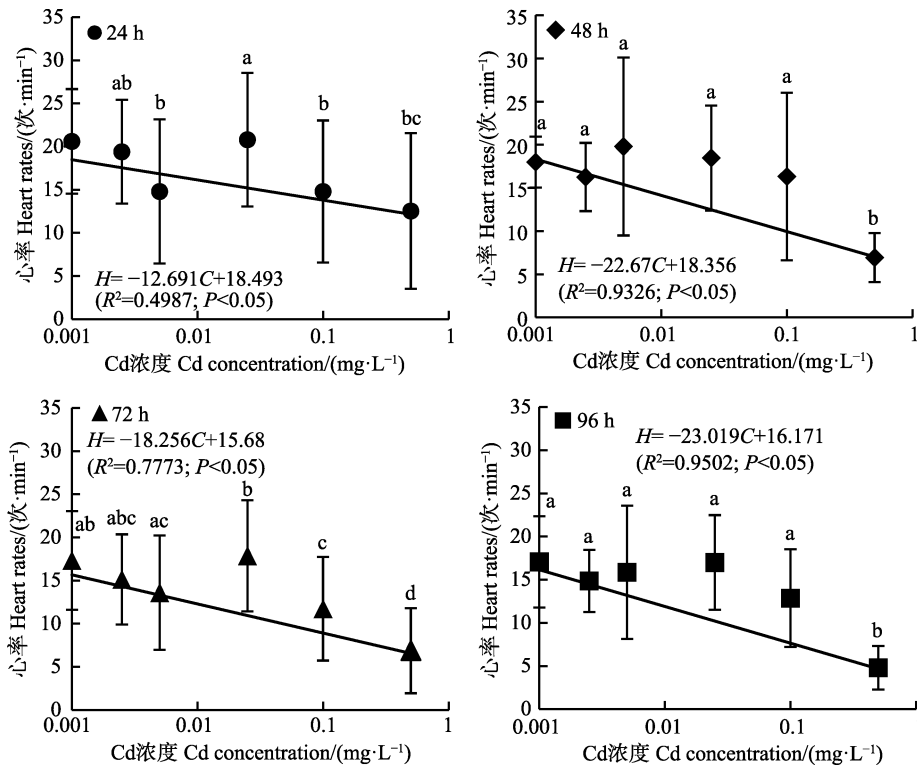 24 h
心率 Heart rates/(次·min⁻¹)
35
30
25
20
15
10
5
0
ab
b
a
b
bc
H= −12.691C+18.493
(R²=0.4987; P<0.05)
0.001
0.01
0.1
1
Cd浓度 Cd concentration/(mg·L⁻¹)
48 h
心率 Heart rates/(次·min⁻¹)
35
30
25
20
15
10
5
0
a
a
a
a
a
b
H= −22.67C+18.356
(R²=0.9326; P<0.05)
0.001
0.01
0.1
1
Cd浓度 Cd concentration/(mg·L⁻¹)
72 h
H= −18.256C+15.68
(R²=0.7773; P<0.05)
心率 Heart rates/(次·min⁻¹)
35
30
25
20
15
10
5
0
ab
abc
ac
b
c
d
0.001
0.01
0.1
1
Cd浓度 Cd concentration/(mg·L⁻¹)
96 h
H= −23.019C+16.171
(R²=0.9502; P<0.05)
心率 Heart rates/(次·min⁻¹)
35
30
25
20
15
10
5
0
a
a
a
a
a
b
0.001
0.01
0.1
1
Cd浓度 Cd concentration/(mg·L⁻¹)